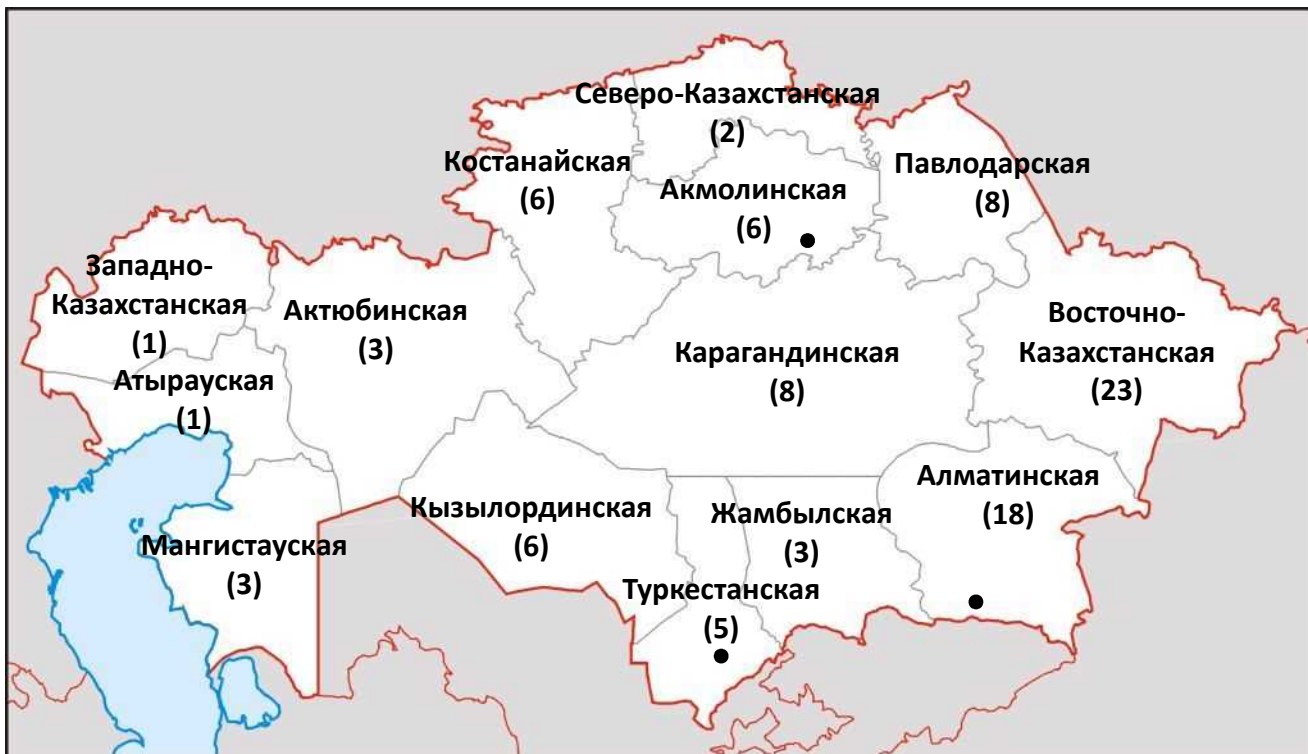 Северо-Казахстанская
(2)
Костанайская
(6)
Акмолинская
(6)
Павлодарская
(8)
Западно-
Казахстанская
(1)
Актюбинская
(3)
Восточно-
Казахстанская
(23)
Карагандинская
(8)
Атырауская
(1)
Алматинская
(18)
Кызылординская
(6)
Жамбылская
(3)
Мангистауская
(3)
Туркестанская
(5)